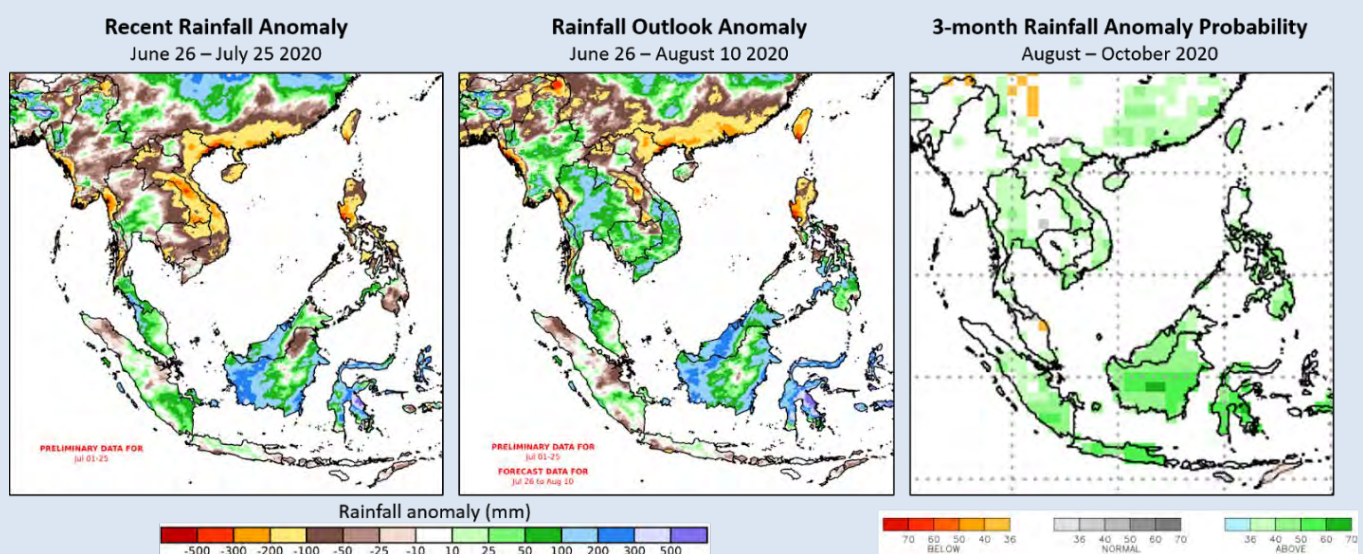 Recent Rainfall Anomaly
June 26 – July 25 2020
Rainfall Outlook Anomaly
June 26 – August 10 2020
3-month Rainfall Anomaly Probability
August – October 2020
PRELIMINARY DATA FOR
Jul 01-25
PRELIMINARY DATA FOR
Jul 01-25
FORECAST DATA FOR
Jul 26 to Aug 10
Rainfall anomaly (mm)
-500 -300 -200 -100 -50 -25 -10 10 25 50 100 200 300 500
70 60 50 40 36
BELOW
36 40 50 60 70
NORMAL
36 40 50 60 70
ABOVE